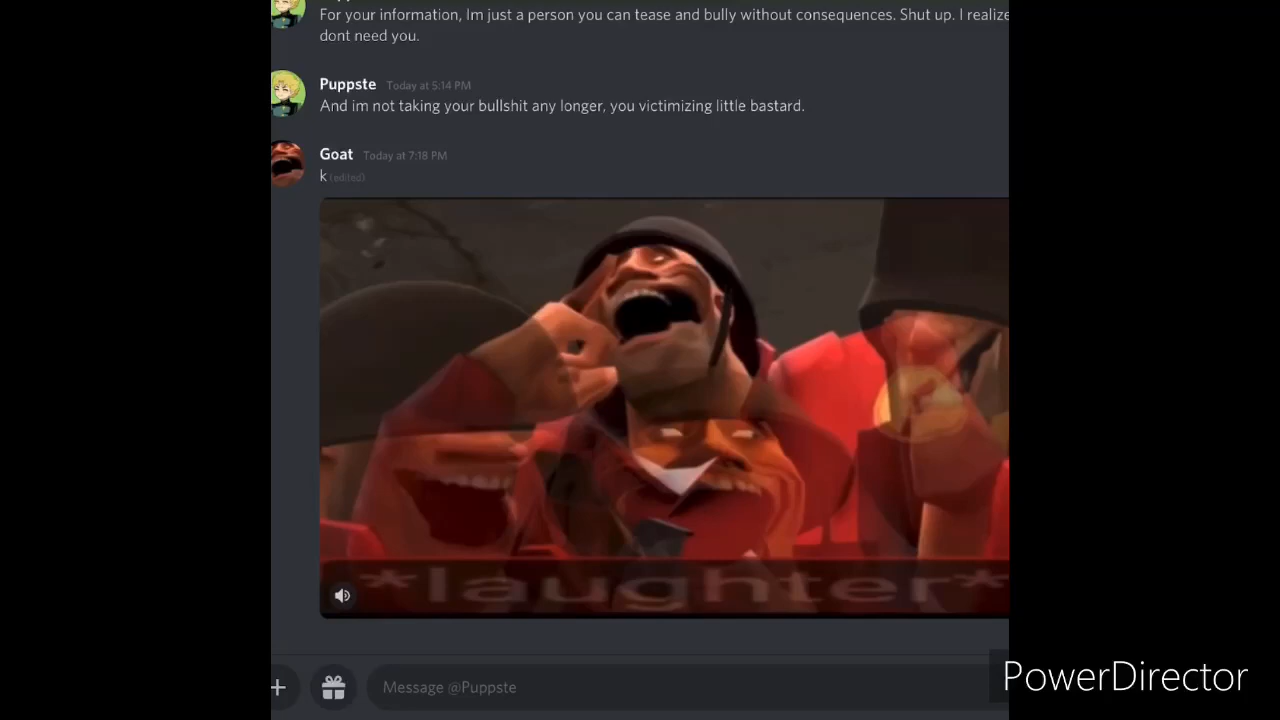 For your information, Im just a person you can tease and bully without consequences. Shut up. I realize
dont need you.
Puppste Today at 5:14 PM
And im not taking your bullshit any longer, you victimizing little bastard.
Goat Today at 7:18 PM
k (edited)
*laughter*
Message @Puppste
PowerDirector